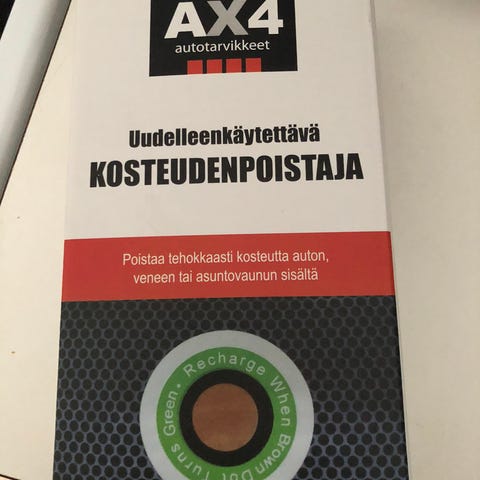 AX4
autotarvikkeet
Uudelleenkäytettävä
KOSTEUDENPOISTAJA
Poistaa tehokkaasti kosteutta auton,
veneen tai asuntovaunun sisältä
Recharge When Brown Dot Turns Green •